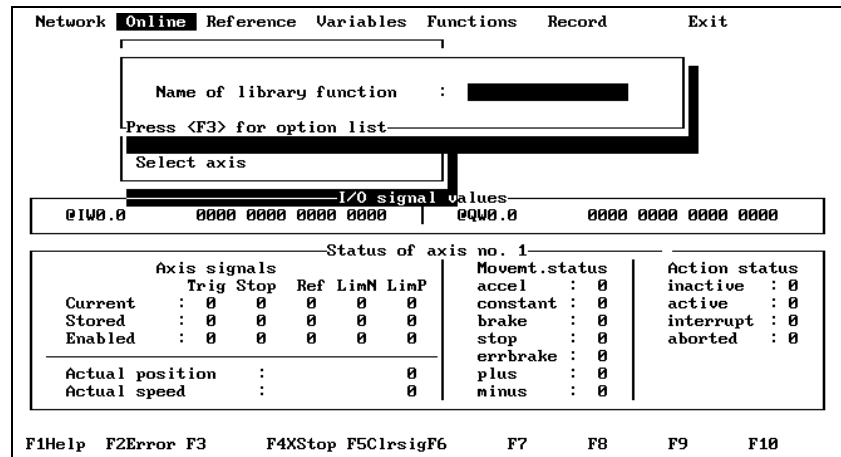 Network Online Reference Variables Functions Record Exit
Name of library function :
Press <F3> for option list
Select axis
I/O signal values
@IW0.0 0000 0000 0000 0000 @QW0.0 0000 0000 0000 0000
Status of axis no. 1
Axis signals Movemt.status Action status
Trig Stop Ref LimN LimP accel : 0 inactive : 0
Current : 0 0 0 0 0 constant : 0 active : 0
Stored : 0 0 0 0 0 brake : 0 interrupt : 0
Enabled : 0 0 0 0 0 stop : 0 aborted : 0
errbrake : 0
Actual position : 0 plus : 0
Actual speed : 0 minus : 0
F1Help F2Error F3 F4XStop F5ClrsigF6 F7 F8 F9 F10